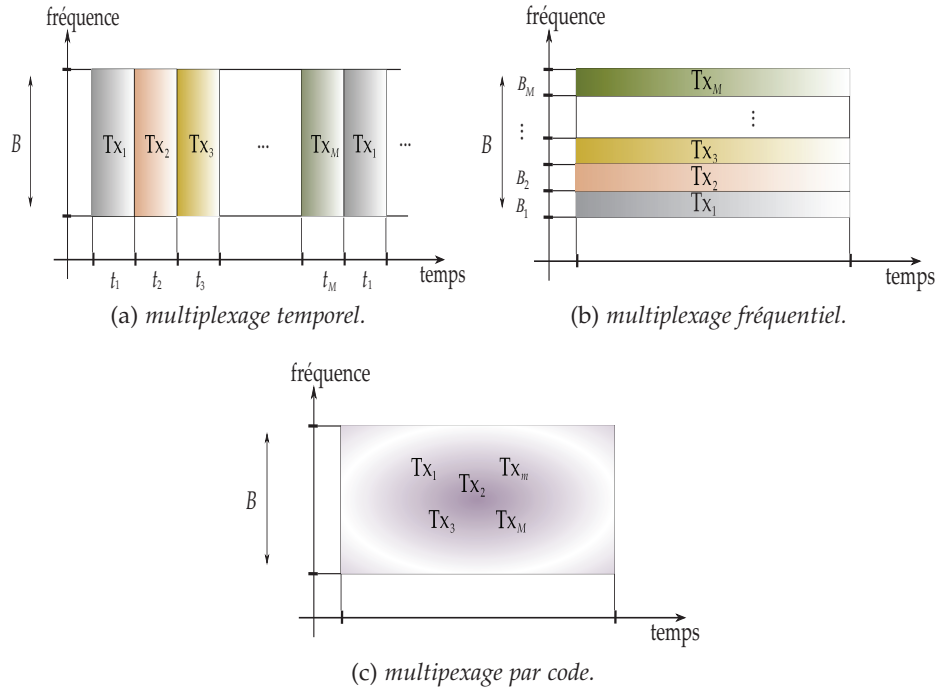 fréquence
B
Tx1 Tx2 Tx3 ... TxM Tx1 ...
t1 t2 t3 tM t1
temps
(a) multiplexage temporel.
fréquence
B
BM
⋮
B2
B1
TxM
⋮
Tx3
Tx2
Tx1
temps
(b) multiplexage fréquentiel.
fréquence
B
Tx1 Txm
Tx2
Tx3 TxM
temps
(c) multipexage par code.